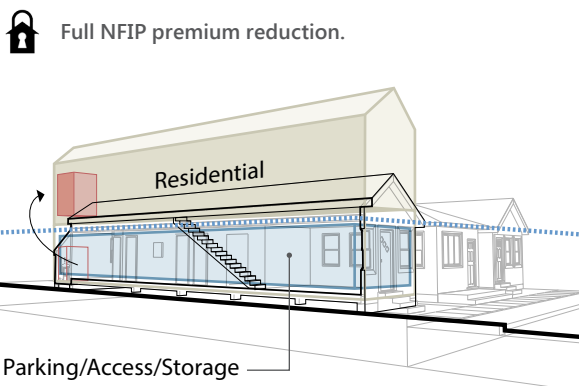 Full NFIP premium reduction.
Residential
Parking/Access/Storage